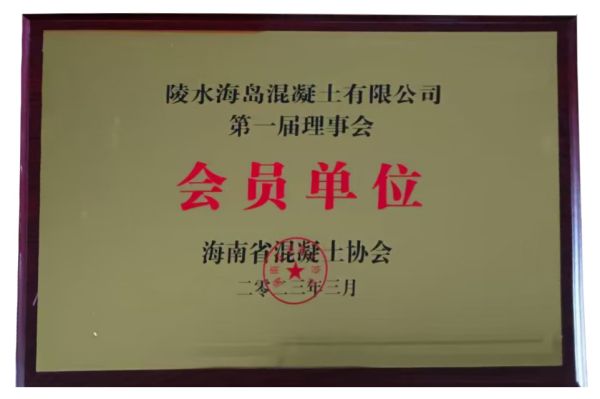 陵水海岛混凝土有限公司
第一届理事会
会员单位
海南省混凝土协会
二零二三年三月